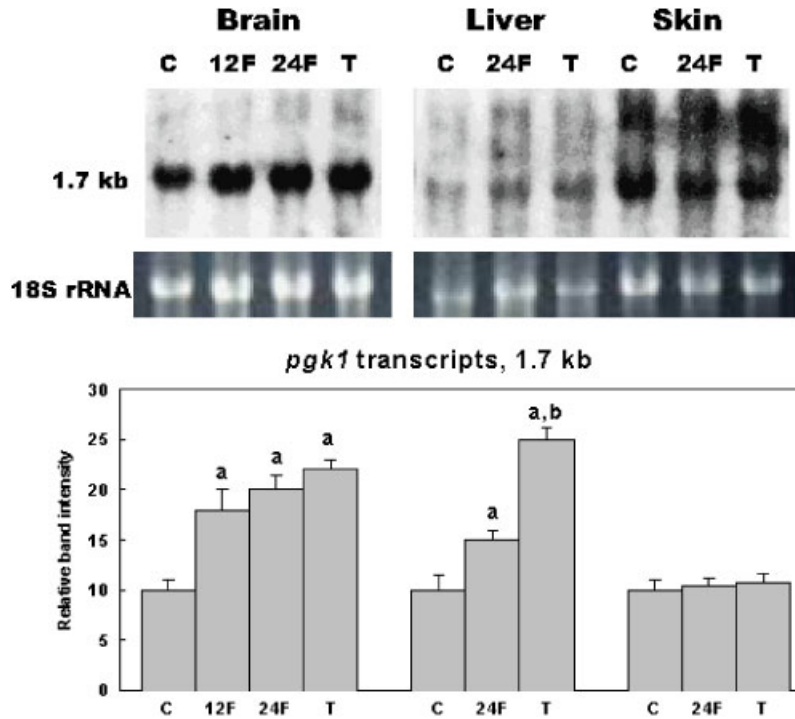 Brain Liver Skin
C 12F 24F T C 24F T C 24F T
1.7 kb
18S rRNA
pgk1 transcripts, 1.7 kb
30
25
20
15
10
5
0
Relative band intensity
a a a a a,b
C 12F 24F T C 24F T C 24F T